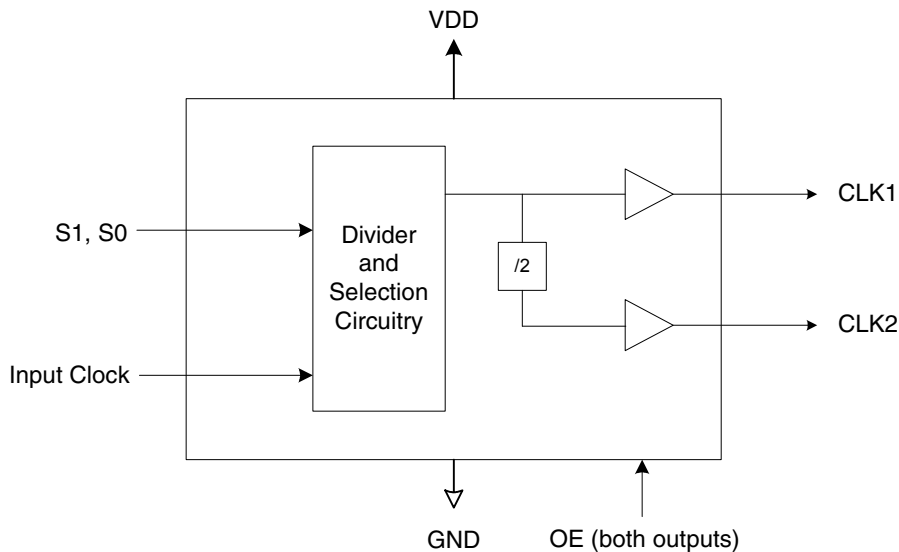 VDD
S1, S0
Divider
and
Selection
Circuitry
/2
CLK1
CLK2
Input Clock
GND
OE (both outputs)